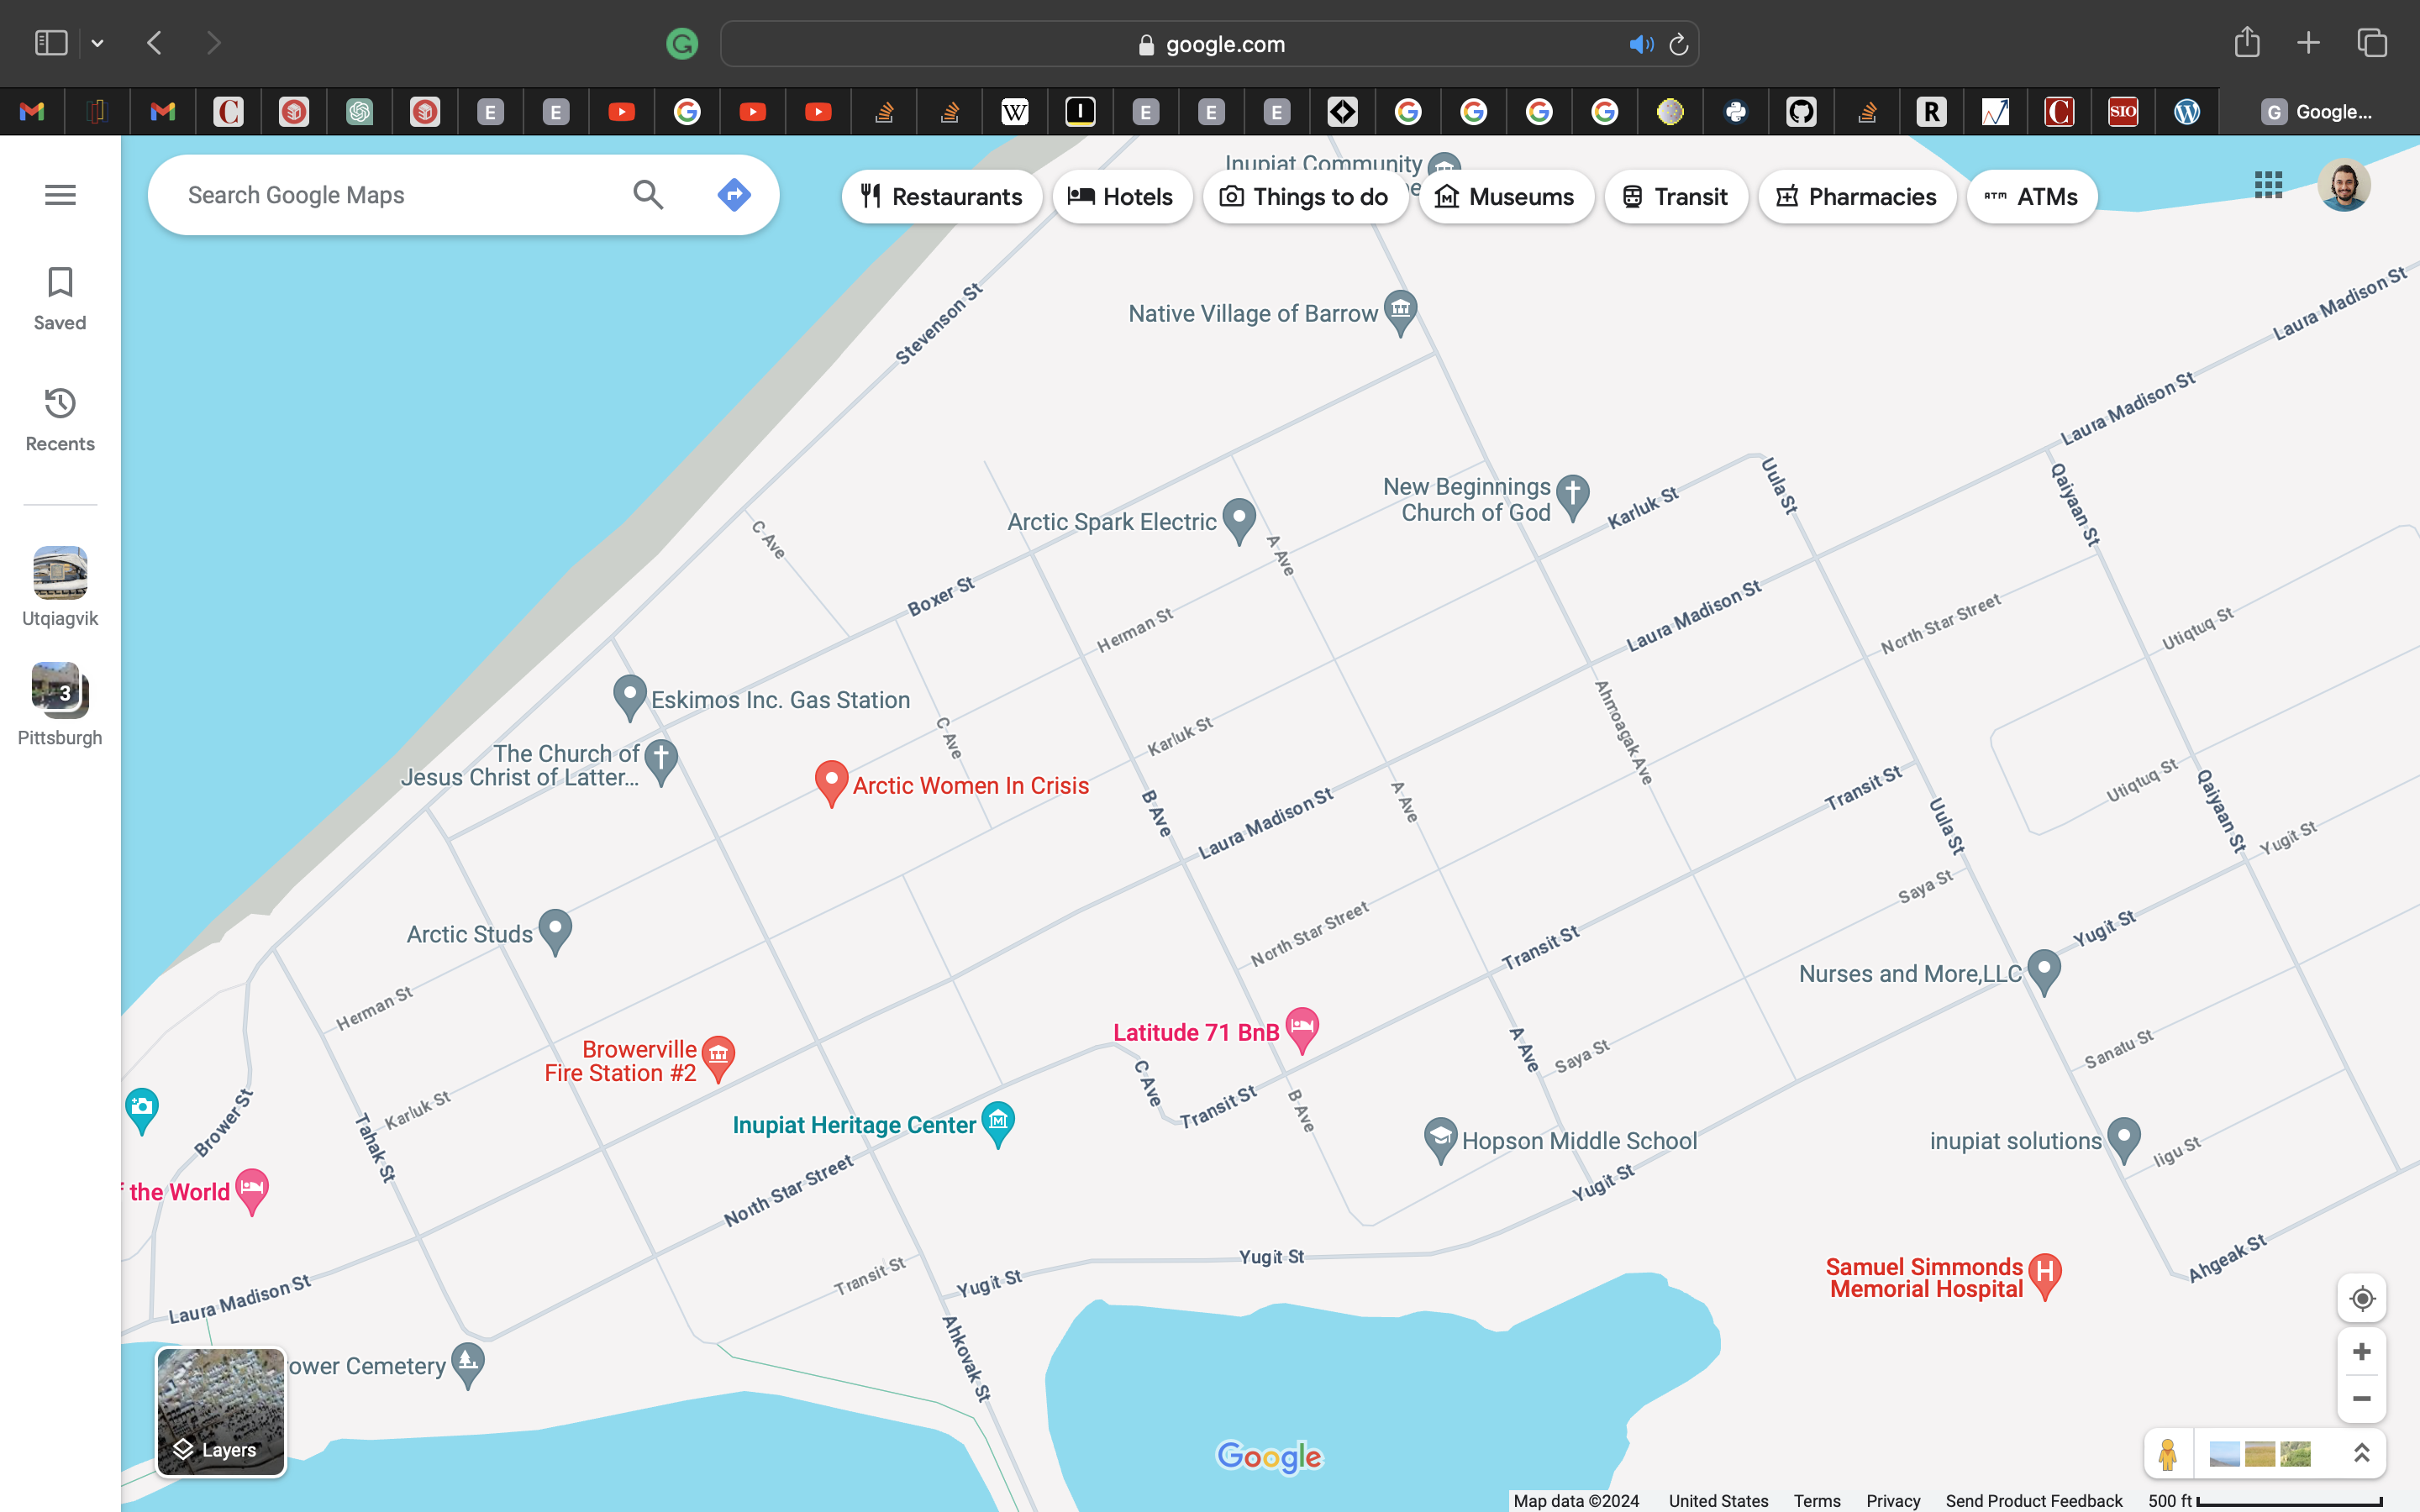 google.com
C
E
E
G
G
W
I
E
E
E
G
G
G
G
R
C
SIO
G
Google...
Search Google Maps
Restaurants
Hotels
Things to do
Museums
Transit
Pharmacies
ATM
ATMs
Saved
Recents
Utqiagvik
3
Pittsburgh
Inupiat Community
Native Village of Barrow
Stevenson St
Laura Madison St
Laura Madison St
New Beginnings
Church of God
Karluk St
Uula St
Qaiyaan St
Arctic Spark Electric
A Ave
C Ave
Boxer St
Herman St
Laura Madison St
North Star Street
Utiqtuq St
Eskimos Inc. Gas Station
C Ave
Karluk St
Ahmoagak Ave
The Church of
Jesus Christ of Latter...
Arctic Women In Crisis
B Ave
Laura Madison St
A Ave
Transit St
Uula St
Utiqtuq St
Qaiyaan St
Yugit St
Arctic Studs
North Star Street
Transit St
Saya St
Yugit St
Nurses and More,LLC
Herman St
Browerville
Fire Station #2
Latitude 71 BnB
A Ave
Saya St
Sanatu St
Brower St
Karluk St
Tahak St
Inupiat Heritage Center
M
C Ave
Transit St
B Ave
Hopson Middle School
inupiat solutions
Iigu St
the World
North Star Street
Yugit St
Yugit St
Transit St
Yugit St
Laura Madison St
Samuel Simmonds
Memorial Hospital
H
Ahgeak St
Ahkovak St
ower Cemetery
Layers
Google
Map data ©2024
United States
Terms
Privacy
Send Product Feedback
500 ft